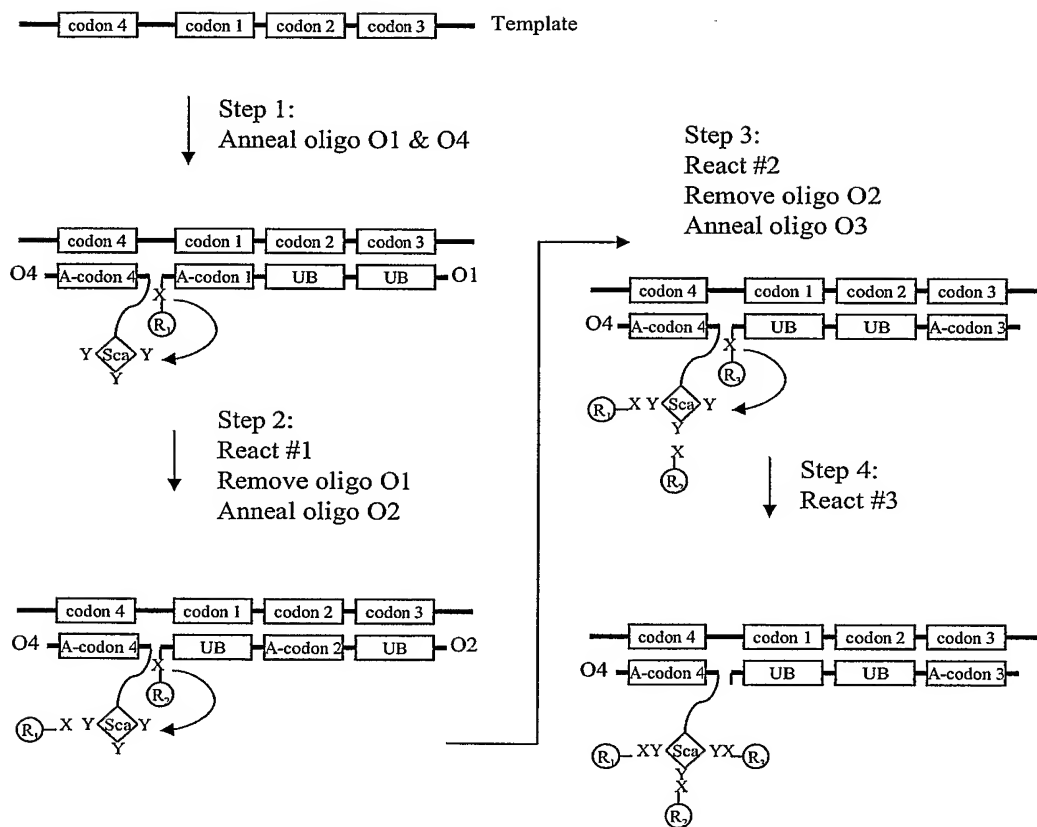 codon 4 codon 1 codon 2 codon 3 Template
Step 1:
Anneal oligo O1 & O4
codon 4 codon 1 codon 2 codon 3
O4 A-codon 4 A-codon 1 UB UB O1
X
R₁
Y Sca Y
Y
Step 2:
React #1
Remove oligo O1
Anneal oligo O2
codon 4 codon 1 codon 2 codon 3
O4 A-codon 4 UB A-codon 2 UB O2
X
R₂
R₁ X Y Sca Y
Y
Step 3:
React #2
Remove oligo O2
Anneal oligo O3
codon 4 codon 1 codon 2 codon 3
O4 A-codon 4 UB UB A-codon 3
X
R₃
R₁ X Y Sca Y
Y
X
R₂
Step 4:
React #3
codon 4 codon 1 codon 2 codon 3
O4 A-codon 4 UB UB A-codon 3
R₁ XY Sca YX R₃
Y
X
R₂